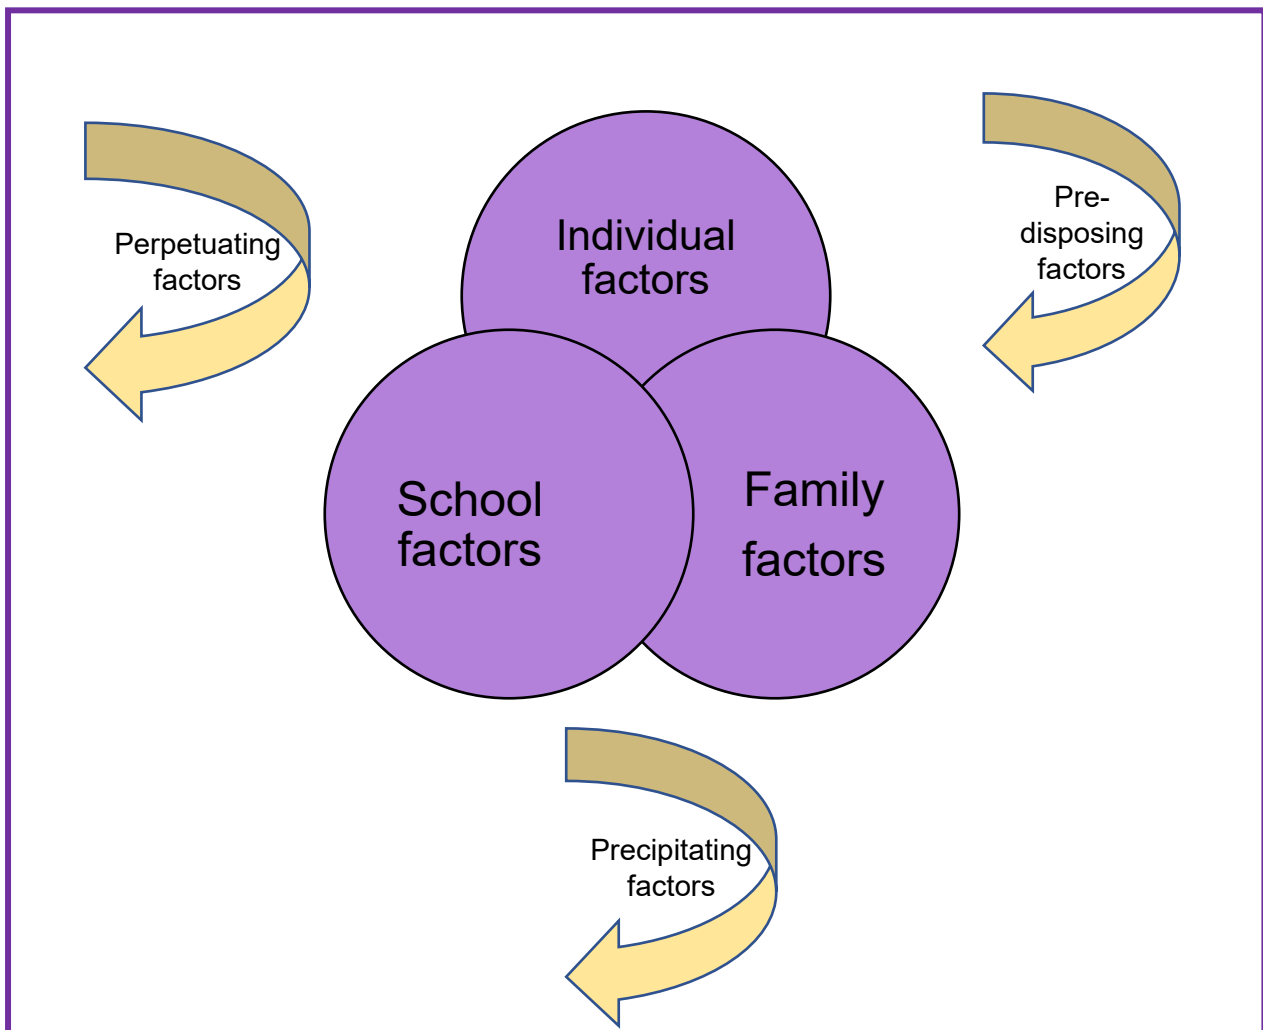 Individual
factors
Perpetuating
factors
Pre-
disposing
factors
School
factors
Family
factors
Precipitating
factors